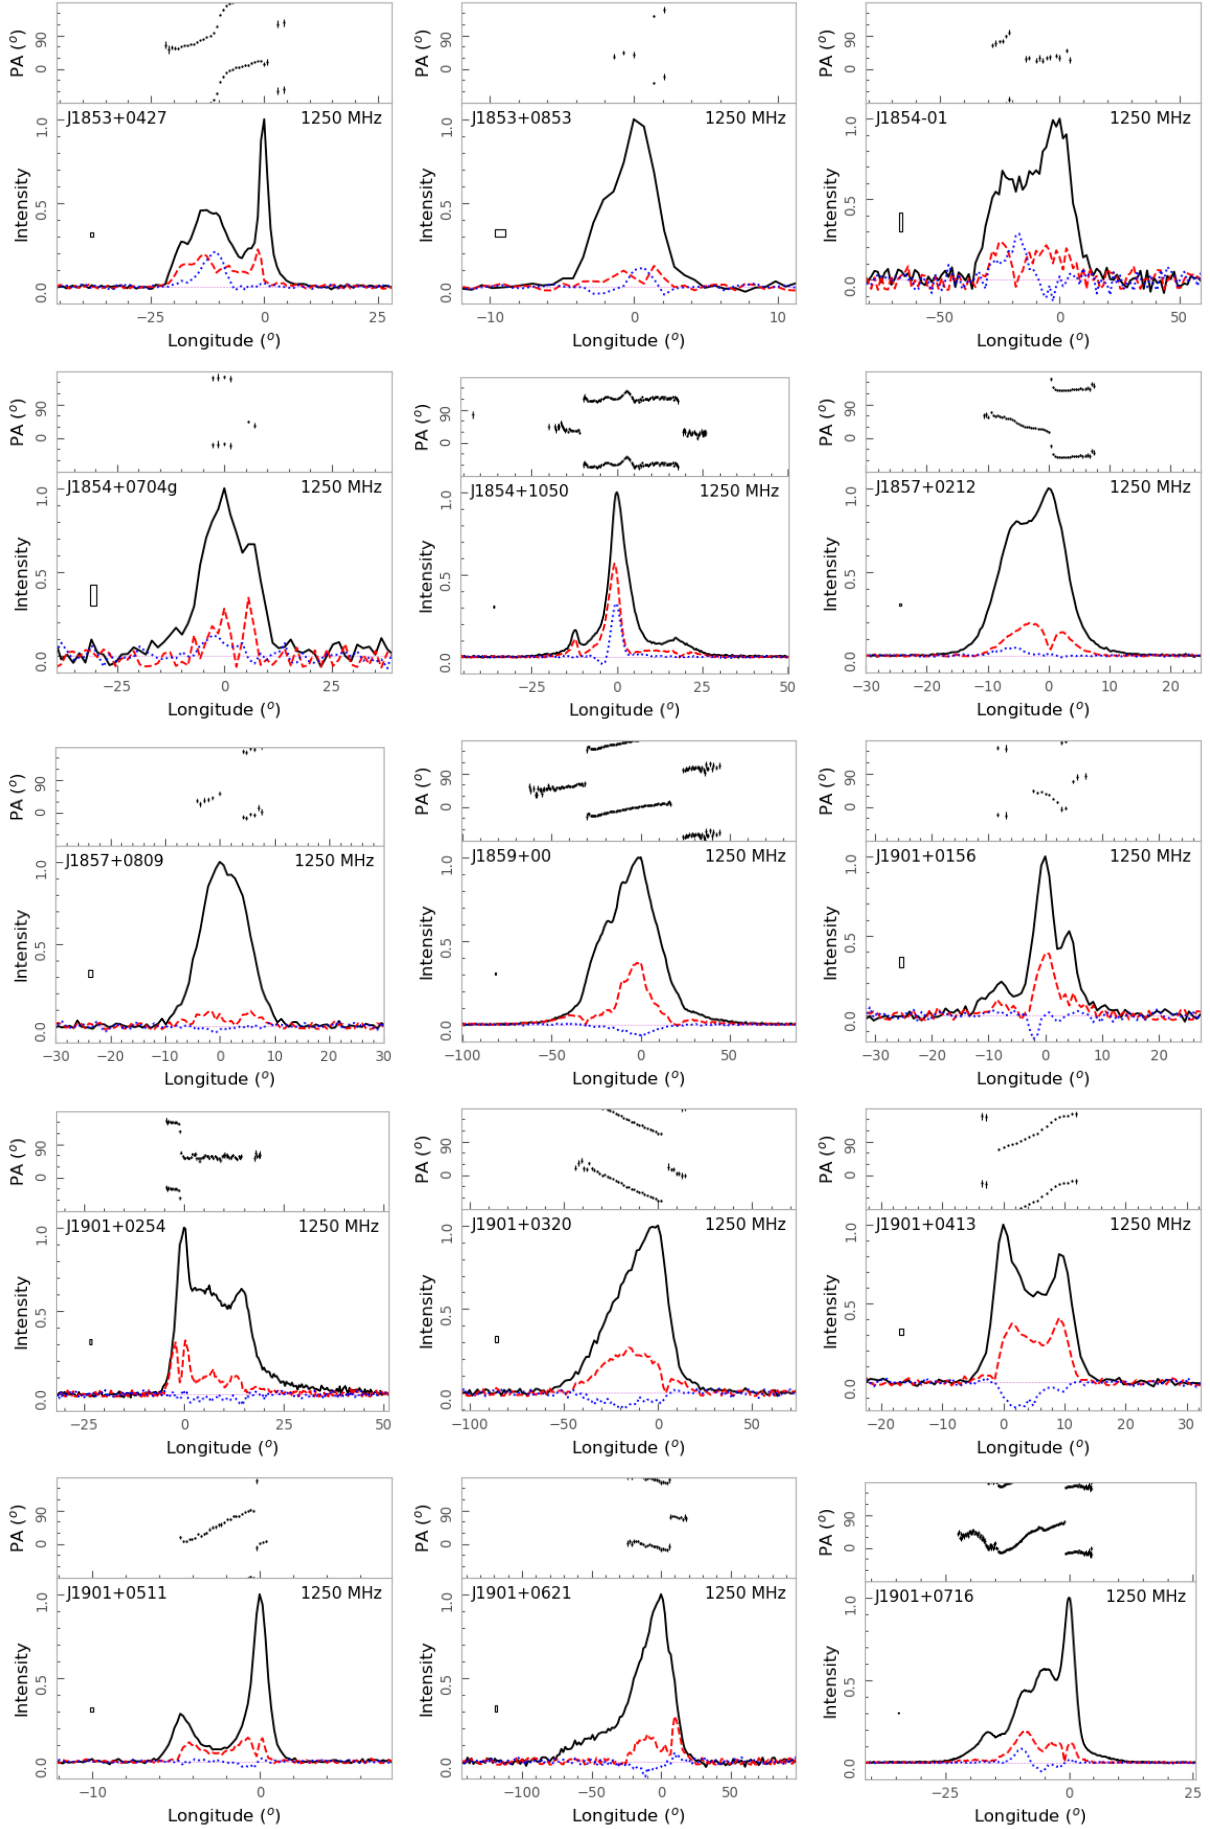 PA (°)
90
0
J1853+0427 1250 MHz
Intensity
1.0
0.5
0.0
−25 0 25
Longitude (o)
PA (°)
90
0
J1853+0853 1250 MHz
Intensity
1.0
0.5
0.0
−10 0 10
Longitude (o)
PA (°)
90
0
J1854-01 1250 MHz
Intensity
1.0
0.5
0.0
−50 0 50
Longitude (o)
PA (°)
90
0
J1854+0704g 1250 MHz
Intensity
1.0
0.5
0.0
−25 0 25
Longitude (o)
PA (°)
90
0
J1854+1050 1250 MHz
Intensity
1.0
0.5
0.0
−25 0 25 50
Longitude (o)
PA (°)
90
0
J1857+0212 1250 MHz
Intensity
1.0
0.5
0.0
−30 −20 −10 0 10 20
Longitude (o)
PA (°)
90
0
J1857+0809 1250 MHz
Intensity
1.0
0.5
0.0
−30 −20 −10 0 10 20 30
Longitude (o)
PA (°)
90
0
J1859+00 1250 MHz
Intensity
1.0
0.5
0.0
−100 −50 0 50
Longitude (o)
PA (°)
90
0
J1901+0156 1250 MHz
Intensity
1.0
0.5
0.0
−30 −20 −10 0 10 20
Longitude (o)
PA (°)
90
0
J1901+0254 1250 MHz
Intensity
1.0
0.5
0.0
−25 0 25 50
Longitude (o)
PA (°)
90
0
J1901+0320 1250 MHz
Intensity
1.0
0.5
0.0
−100 −50 0 50
Longitude (o)
PA (°)
90
0
J1901+0413 1250 MHz
Intensity
1.0
0.5
0.0
−20 −10 0 10 20 30
Longitude (o)
PA (°)
90
0
J1901+0511 1250 MHz
Intensity
1.0
0.5
0.0
−10 0
Longitude (o)
PA (°)
90
0
J1901+0621 1250 MHz
Intensity
1.0
0.5
0.0
−100 −50 0 50
Longitude (o)
PA (°)
90
0
J1901+0716 1250 MHz
Intensity
1.0
0.5
0.0
−25 0 25
Longitude (o)